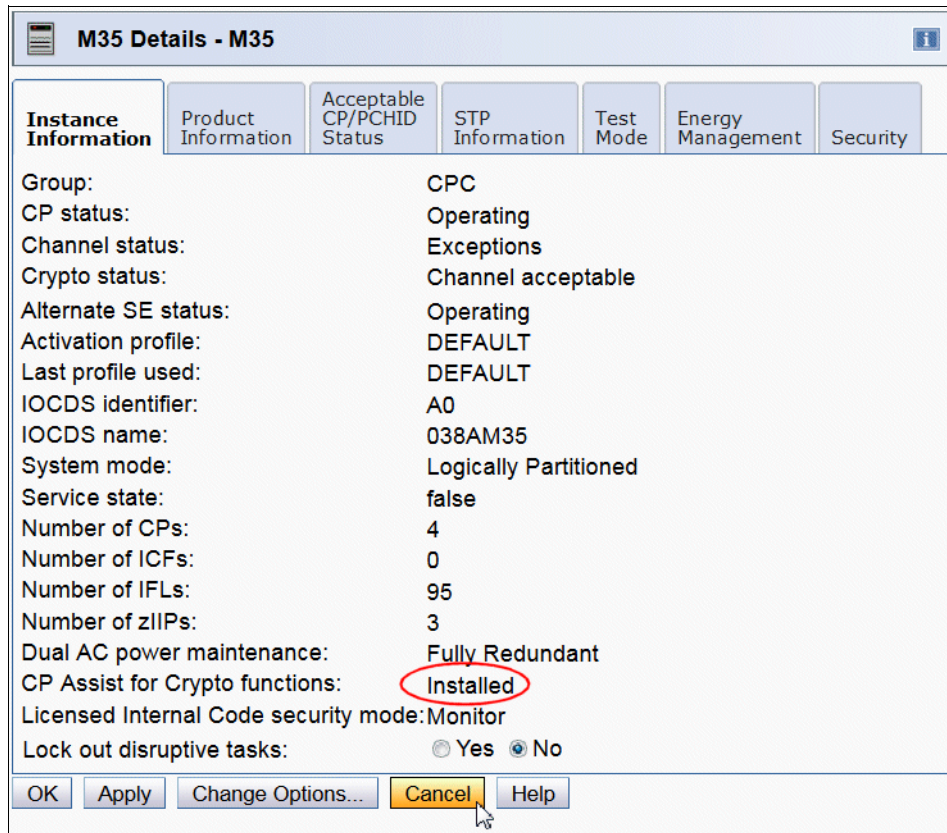 M35 Details - M35
Instance Information
Product Information
Acceptable CP/PCHID Status
STP Information
Test Mode
Energy Management
Security
Group: CPC
CP status: Operating
Channel status: Exceptions
Crypto status: Channel acceptable
Alternate SE status: Operating
Activation profile: DEFAULT
Last profile used: DEFAULT
IOCDS identifier: A0
IOCDS name: 038AM35
System mode: Logically Partitioned
Service state: false
Number of CPs: 4
Number of ICFs: 0
Number of IFLs: 95
Number of zIIPs: 3
Dual AC power maintenance: Fully Redundant
CP Assist for Crypto functions: Installed
Licensed Internal Code security mode: Monitor
Lock out disruptive tasks: Yes No
OK Apply Change Options... Cancel Help